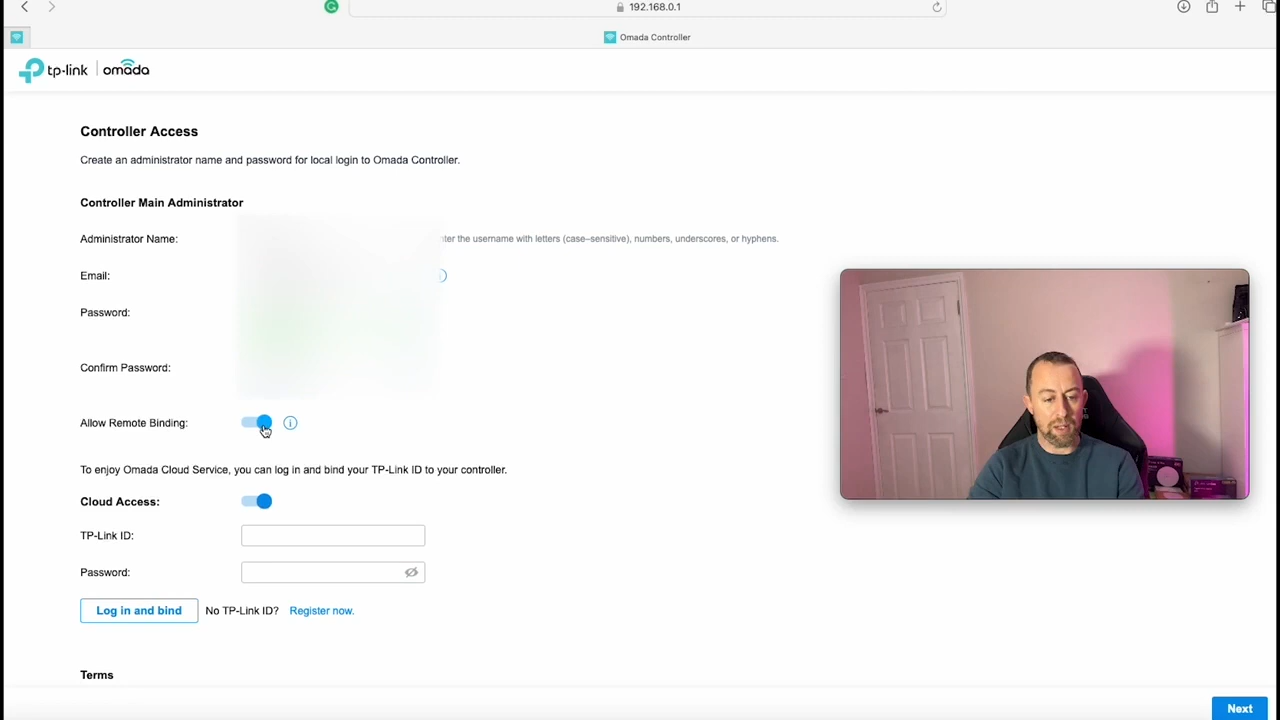 192.168.0.1
Omada Controller
tp-link | omada
Controller Access
Create an administrator name and password for local login to Omada Controller.
Controller Main Administrator
Administrator Name:
the username with letters (case-sensitive), numbers, underscores, or hyphens.
Email:
Password:
Confirm Password:
Allow Remote Binding:
To enjoy Omada Cloud Service, you can log in and bind your TP-Link ID to your controller.
Cloud Access:
TP-Link ID:
Password:
Log in and bind No TP-Link ID? Register now.
Terms
Next